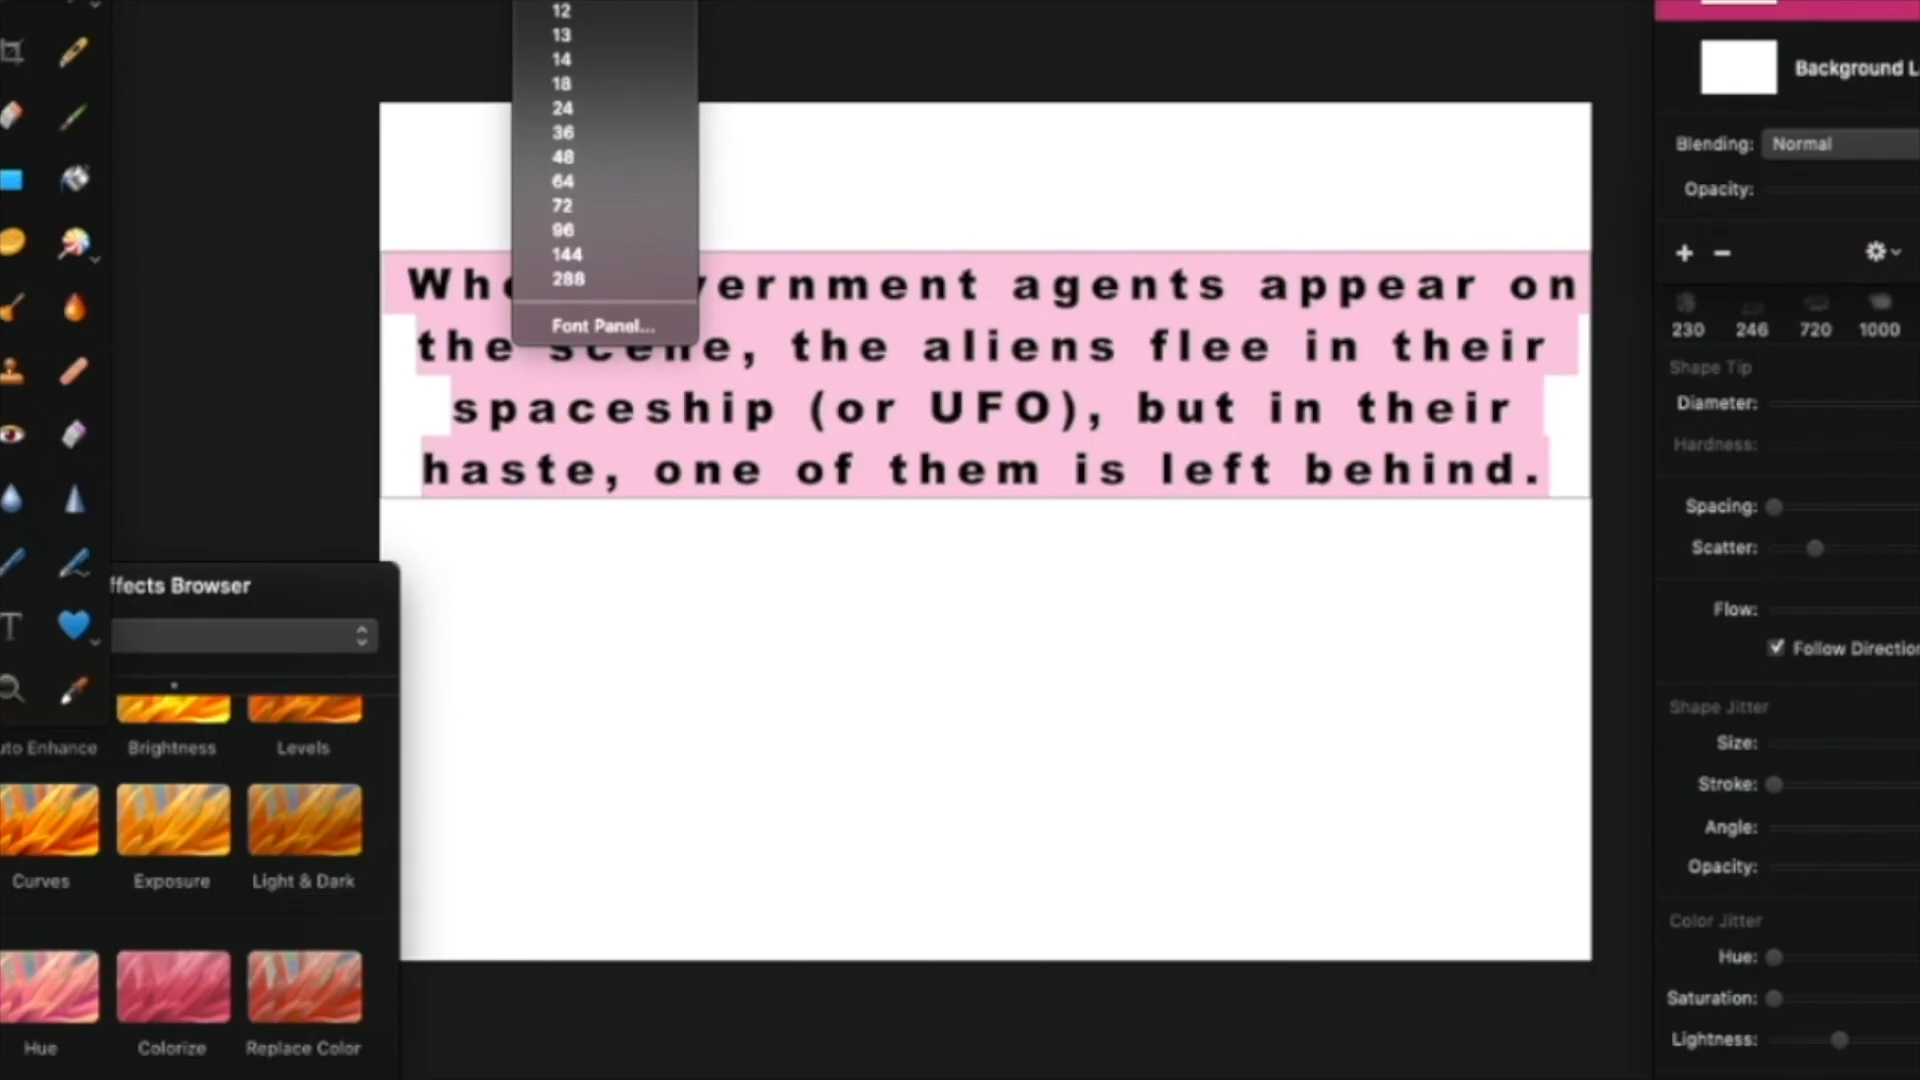 12
13
14
18
24
36
48
64
72
96
144
288
Font Panel...
vernment agents appear on
the scene, the aliens flee in their
spaceship (or UFO), but in their
haste, one of them is left behind.
ffects Browser
uto Enhance
Brightness
Levels
Curves
Exposure
Light & Dark
Hue
Colorize
Replace Color
Background L
Blending: Normal
Opacity:
230 246 720 1000
Shape Tip
Diameter:
Hardness:
Spacing:
Scatter:
Flow:
Follow Direction
Shape Jitter
Size:
Stroke:
Angle:
Opacity:
Color Jitter
Hue:
Saturation:
Lightness: